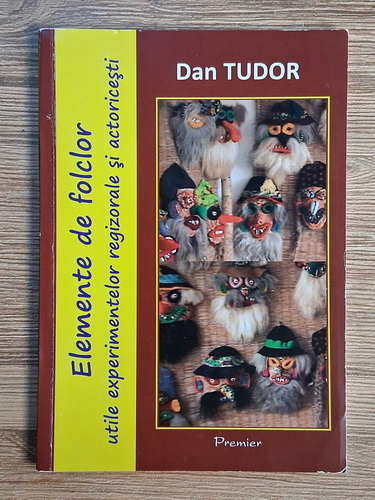 Dan TUDOR
Elemente de folclor
utile experimentelor regizorale și actoricești
Premier